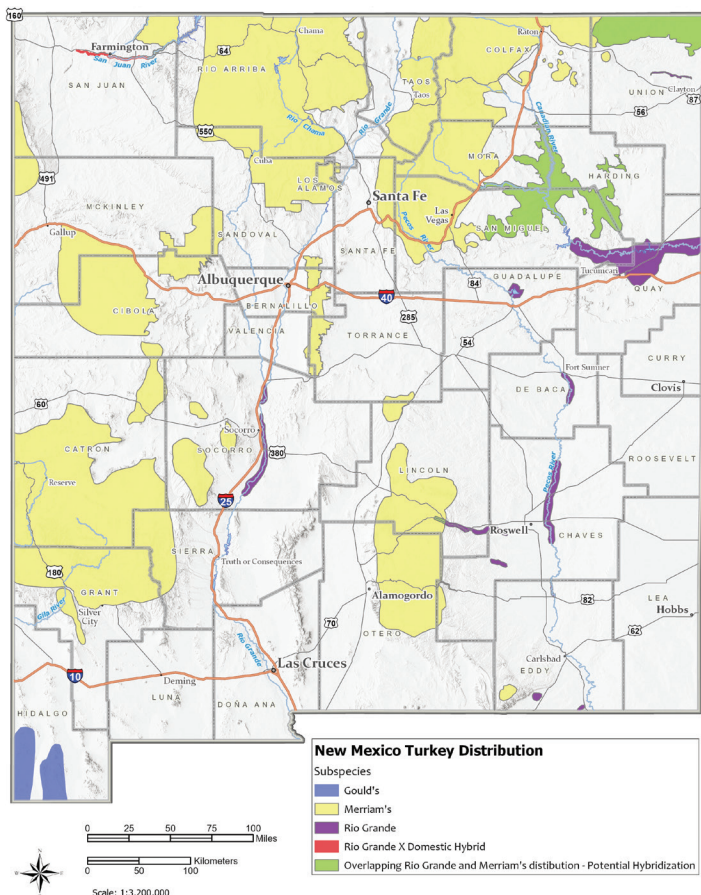 160
Chama
Raton
Farmington
64
COLFAX
San Juan River
RIO ARRIBA
TAOS
UNION
SAN JUAN
Taos
Clayton
87
56
Canadian River
Rio Chama
Rio Grande
550
MORA
HARDING
Cuba
LOS ALAMOS
491
Santa Fe
MCKINLEY
Las Vegas
Pecos River
SAN MIGUEL
Gallup
SANDOVAL
SANTA FE
Albuquerque
84
GUADALUPE
Tucumcari
QUAY
40
BERNALILLO
CIBOLA
285
VALENCIA
TORRANCE
54
CURRY
Fort Sumner
DE BACA
Clovis
60
Socorro
CATRON
SOCORRO
380
ROOSEVELT
LINCOLN
Reserve
Pecos River
25
Roswell
CHAVES
SIERRA
Truth or Consequences
180
GRANT
Alamogordo
LEA
Gila River
Silver City
82
Hobbs
70
62
OTERO
Rio Grande
Las Cruces
Carlsbad
EDDY
10
Deming
LUNA
DOÑA ANA
HIDALGO
New Mexico Turkey Distribution
Subspecies
Gould's
Merriam's
Rio Grande
Rio Grande X Domestic Hybrid
Overlapping Rio Grande and Merriam's distibution - Potential Hybridization
0 25 50 75 100
Miles
0 50 100
Kilometers
Scale: 1:3,200,000